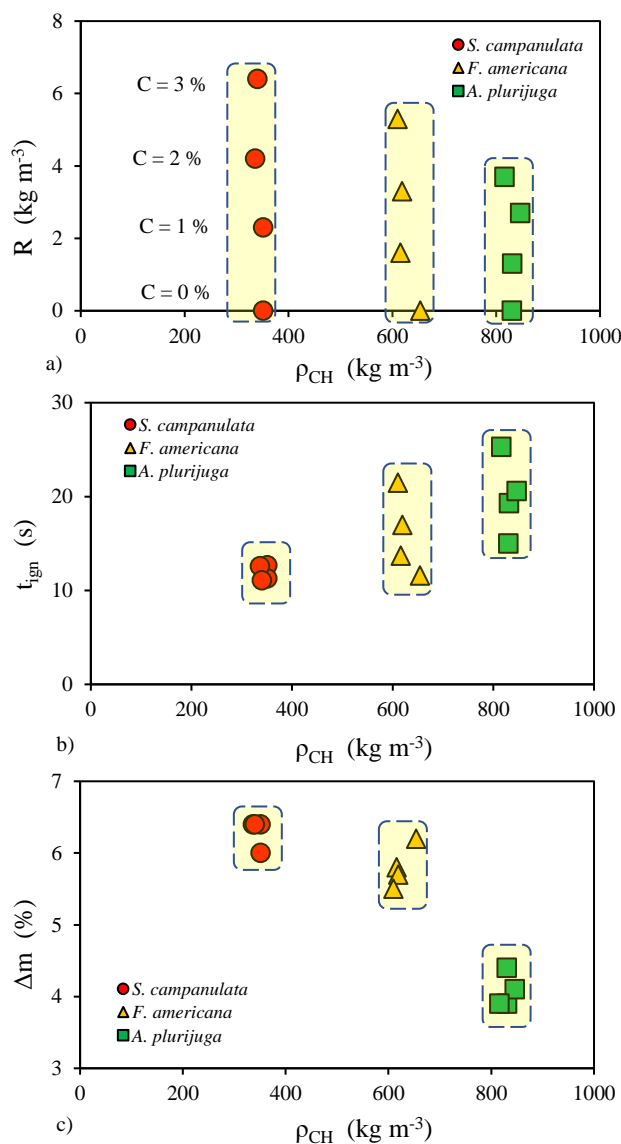 8
6
4
2
0
R (kg m-3)
C = 3 %
C = 2 %
C = 1 %
C = 0 %
S. campanulata
F. americana
A. plurijuga
0 200 400 600 800 1000
a)
ρCH (kg m-3)
30
20
10
0
tign (s)
S. campanulata
F. americana
A. plurijuga
0 200 400 600 800 1000
b)
ρCH (kg m-3)
7
6
5
4
3
Δm (%)
S. campanulata
F. americana
A. plurijuga
0 200 400 600 800 1000
c)
ρCH (kg m-3)